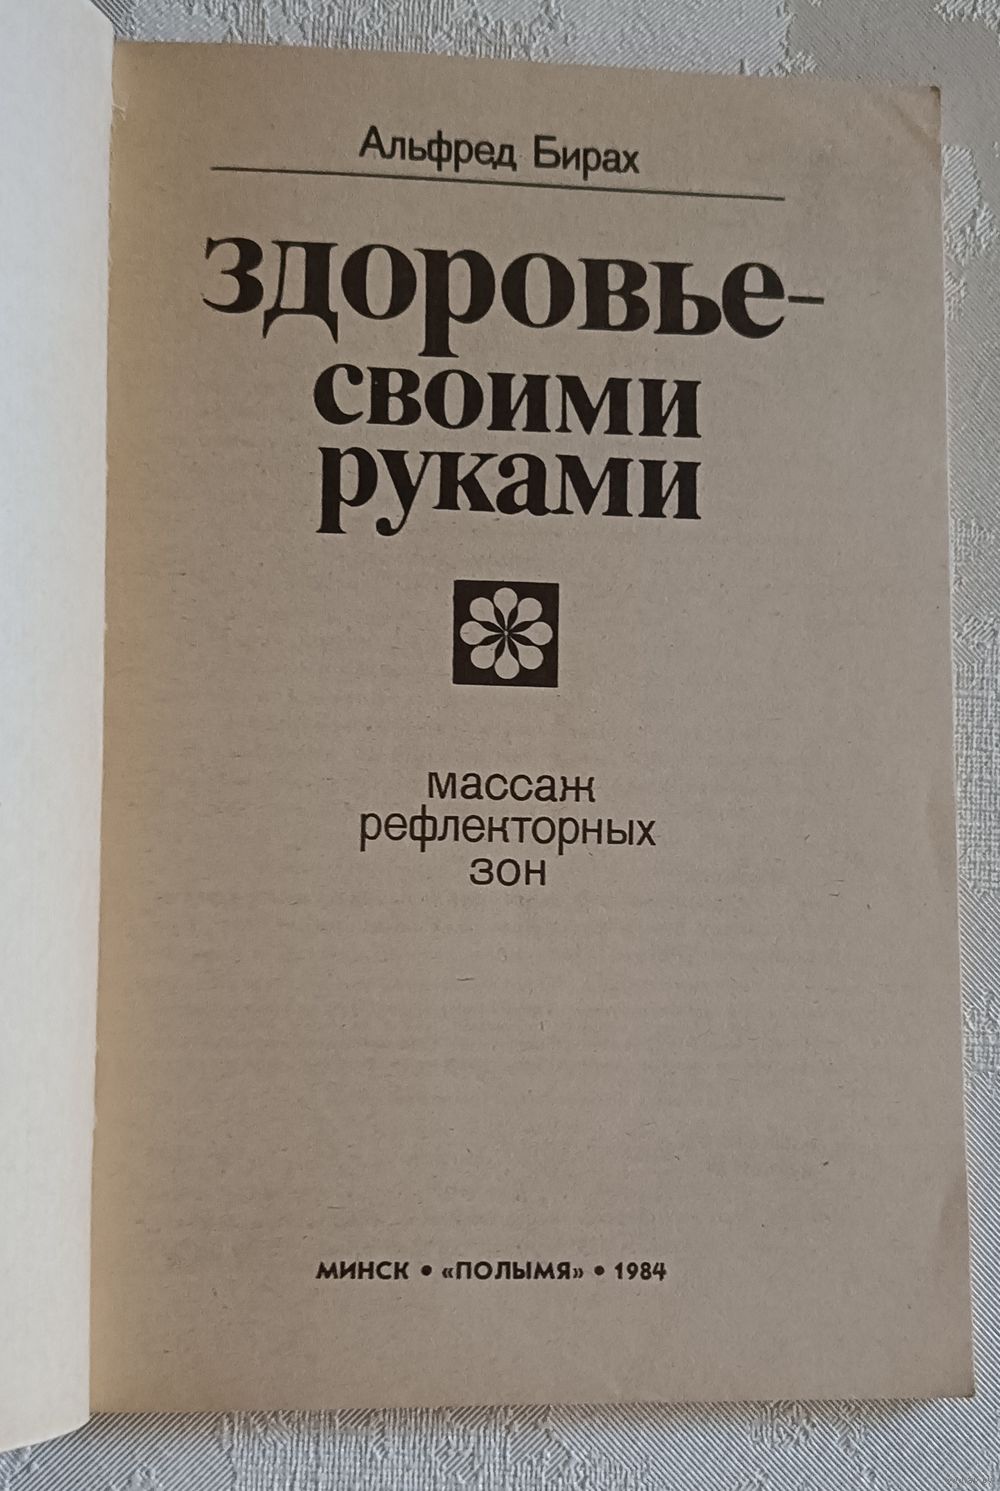 Альфред Бирах
здоровье-
своими
руками
массаж
рефлекторных
зон
МИНСК • «ПОЛЫМЯ» • 1984